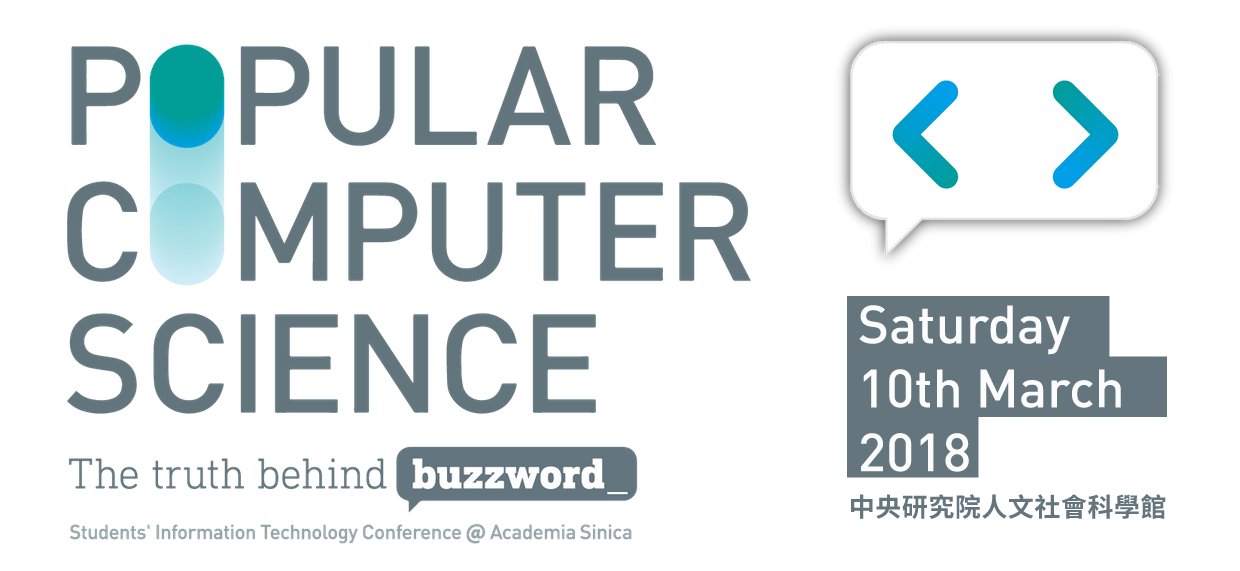 POPULAR
COMPUTER
SCIENCE
The truth behind buzzword_
Students' Information Technology Conference @ Academia Sinica
< >
Saturday
10th March
2018
中央研究院人文社會科學館